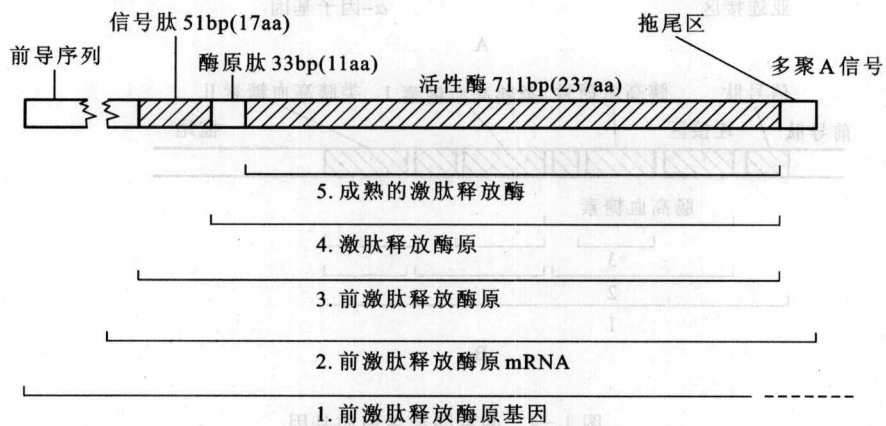 信号肽 51bp(17aa)
拖尾区
前导序列
酶原肽 33bp(11aa)
多聚A信号
活性酶 711bp(237aa)
5. 成熟的激肽释放酶
4. 激肽释放酶原
3. 前激肽释放酶原
2. 前激肽释放酶原 mRNA
1. 前激肽释放酶原基因